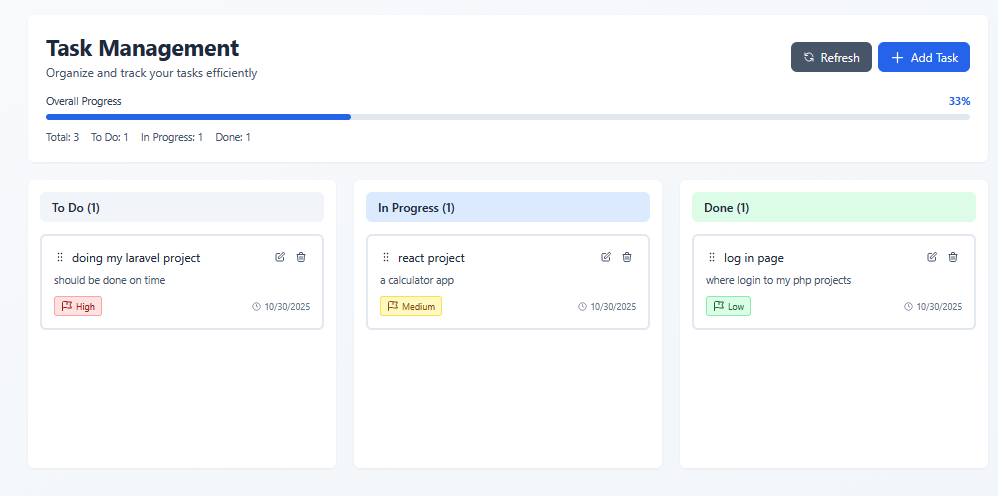 Task Management
Organize and track your tasks efficiently
Refresh
Add Task
Overall Progress
33%
Total: 3 To Do: 1 In Progress: 1 Done: 1
To Do (1)
doing my laravel project
should be done on time
High
10/30/2025
In Progress (1)
react project
a calculator app
Medium
10/30/2025
Done (1)
log in page
where login to my php projects
Low
10/30/2025